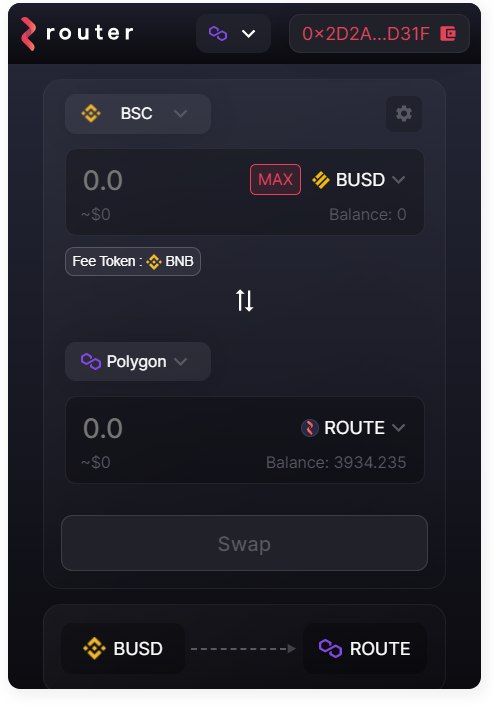 router
0×2D2A...D31F
BSC
0.0 MAX BUSD
~$0 Balance: 0
Fee Token : BNB
Polygon
0.0 ROUTE
~$0 Balance: 3934.235
Swap
BUSD ROUTE